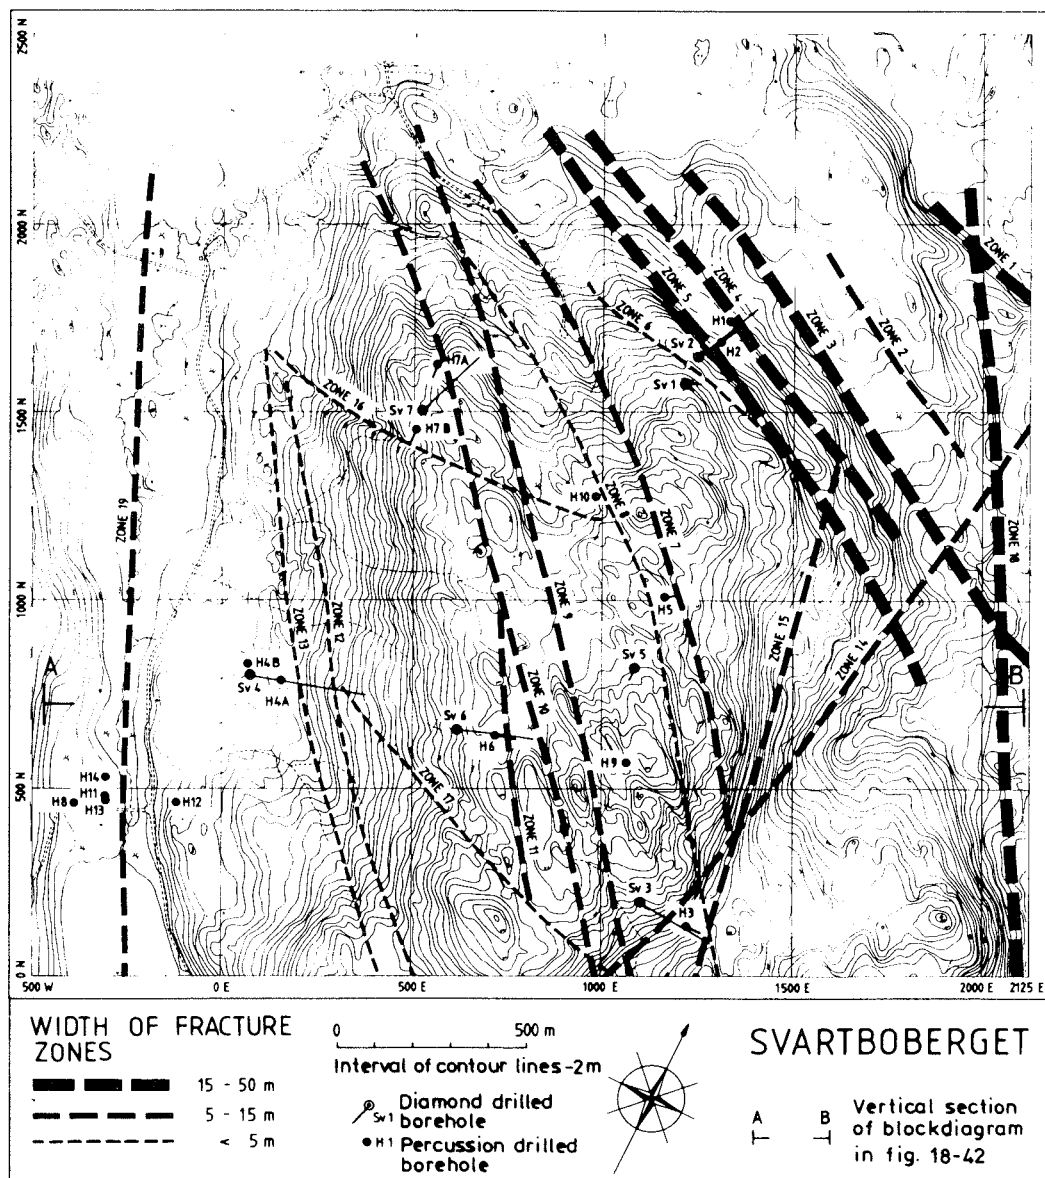 2500 N
2000 N
1500 N
1000 N
500 N
0 N
ZONE 1
ZONE 4
ZONE 5
ZONE 6
H1
Sv 2
H2
ZONE 3
ZONE 2
Sv 1
H7A
ZONE 16
Sv 7
H7B
H10
ZONE 8
ZONE 7
ZONE 19
ZONE 18
ZONE 9
H5
ZONE 12
ZONE 13
ZONE 15
ZONE 14
A
H4B
Sv 4
H4A
Sv 5
B
ZONE 10
Sv 6
H6
H9
H14
H11
H8
H13
H12
ZONE 17
ZONE 11
Sv 3
H3
500 W
0 E
500 E
1000 E
1500 E
2000 E
2125 E
WIDTH OF FRACTURE
ZONES
15 - 50 m
5 - 15 m
< 5 m
0
500 m
Interval of contour lines-2m
Sv1
Diamond drilled
borehole
H1
Percussion drilled
borehole
SVARTBOBERGET
A
B
Vertical section
of blockdiagram
in fig. 18-42